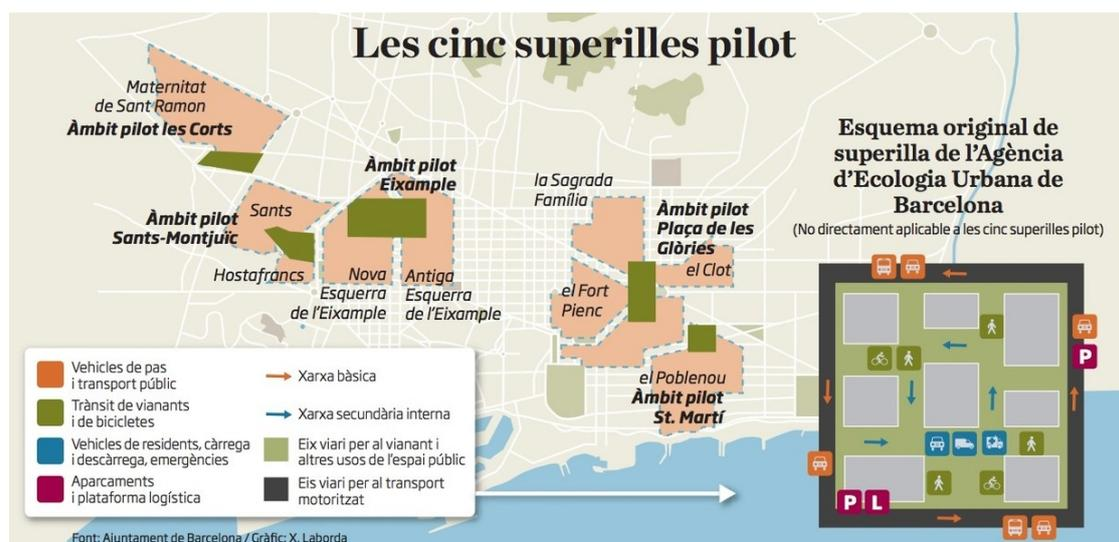 Les cinc superilles pilot
Maternitat
de Sant Ramon
Àmbit pilot les Corts
Àmbit pilot
Eixample
Àmbit pilot
Sants-Montjuïc
Sants
Hostafrancs
Nova
Esquerra
de l'Eixample
Antiga
Esquerra
de l'Eixample
la Sagrada
Família
Àmbit pilot
Plaça de les
Glòries
el Clot
el Fort
Pienc
el Poblenou
Àmbit pilot
St. Martí
Esquema original de
superilla de l'Agència
d'Ecologia Urbana de
Barcelona
(No directament aplicable a les cinc superilles pilot)
P
P L
Vehicles de pas
i transport públic
Trànsit de vianants
i de bicicletes
Vehicles de residents, càrrega
i descàrrega, emergències
Aparcaments
i plataforma logística
Xarxa bàsica
Xarxa secundària interna
Eix viari per al vianant i
altres usos de l'espai públic
Eis viari per al transport
motoritzat
Font: Ajuntament de Barcelona / Gràfic: X. Laborda